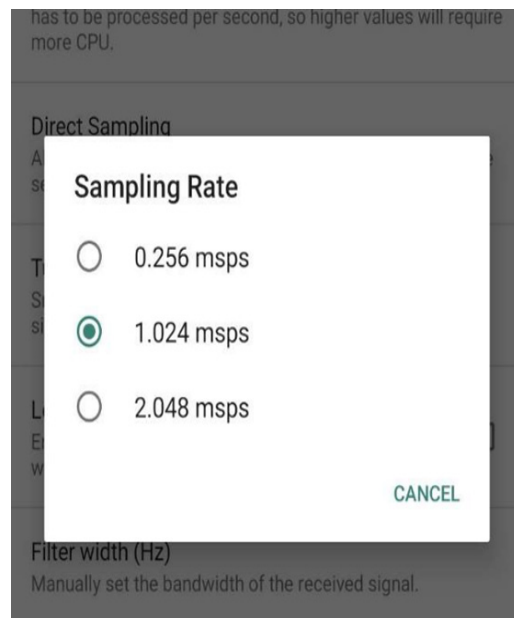 has to be processed per second, so higher values will require
more CPU.
Direct Sampling
Sampling Rate
0.256 msps
1.024 msps
2.048 msps
CANCEL
Filter width (Hz)
Manually set the bandwidth of the received signal.